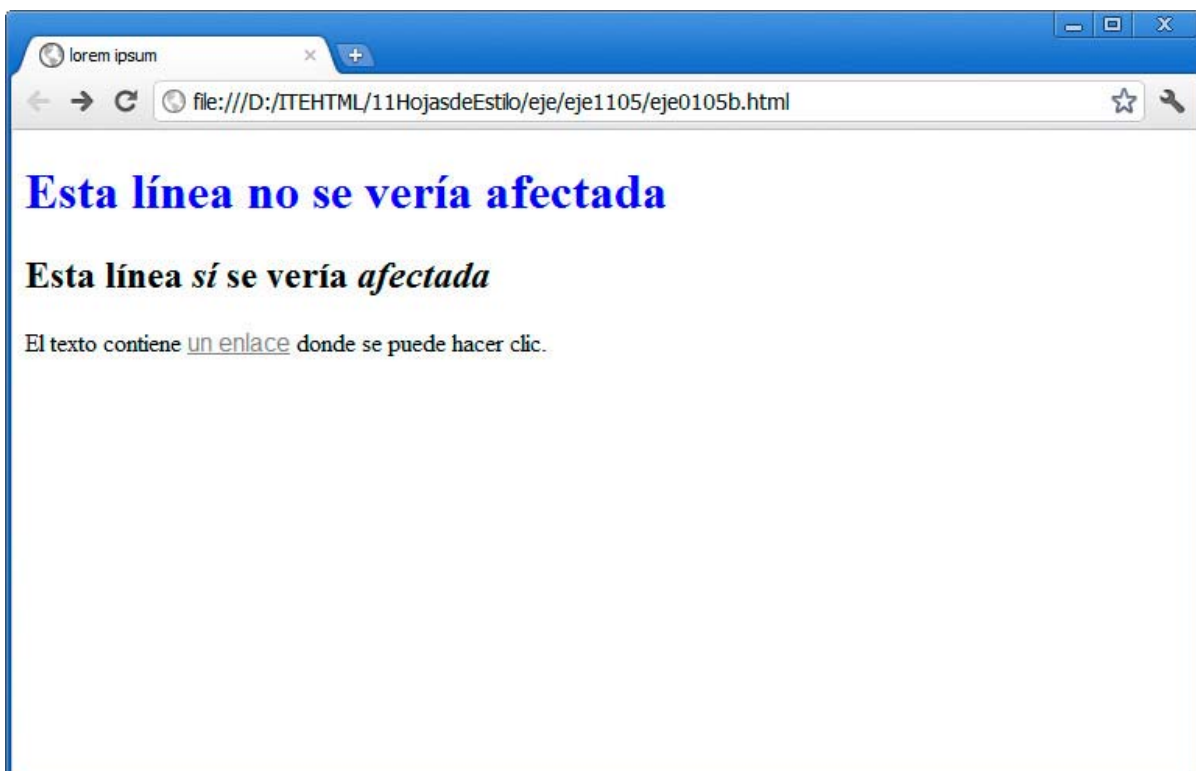 lorem ipsum
file:///D:/ITEHTML/11HojasdeEstilo/eje/eje1105/eje0105b.html
Esta línea no se vería afectada
Esta línea sí se vería afectada
El texto contiene un enlace donde se puede hacer clic.